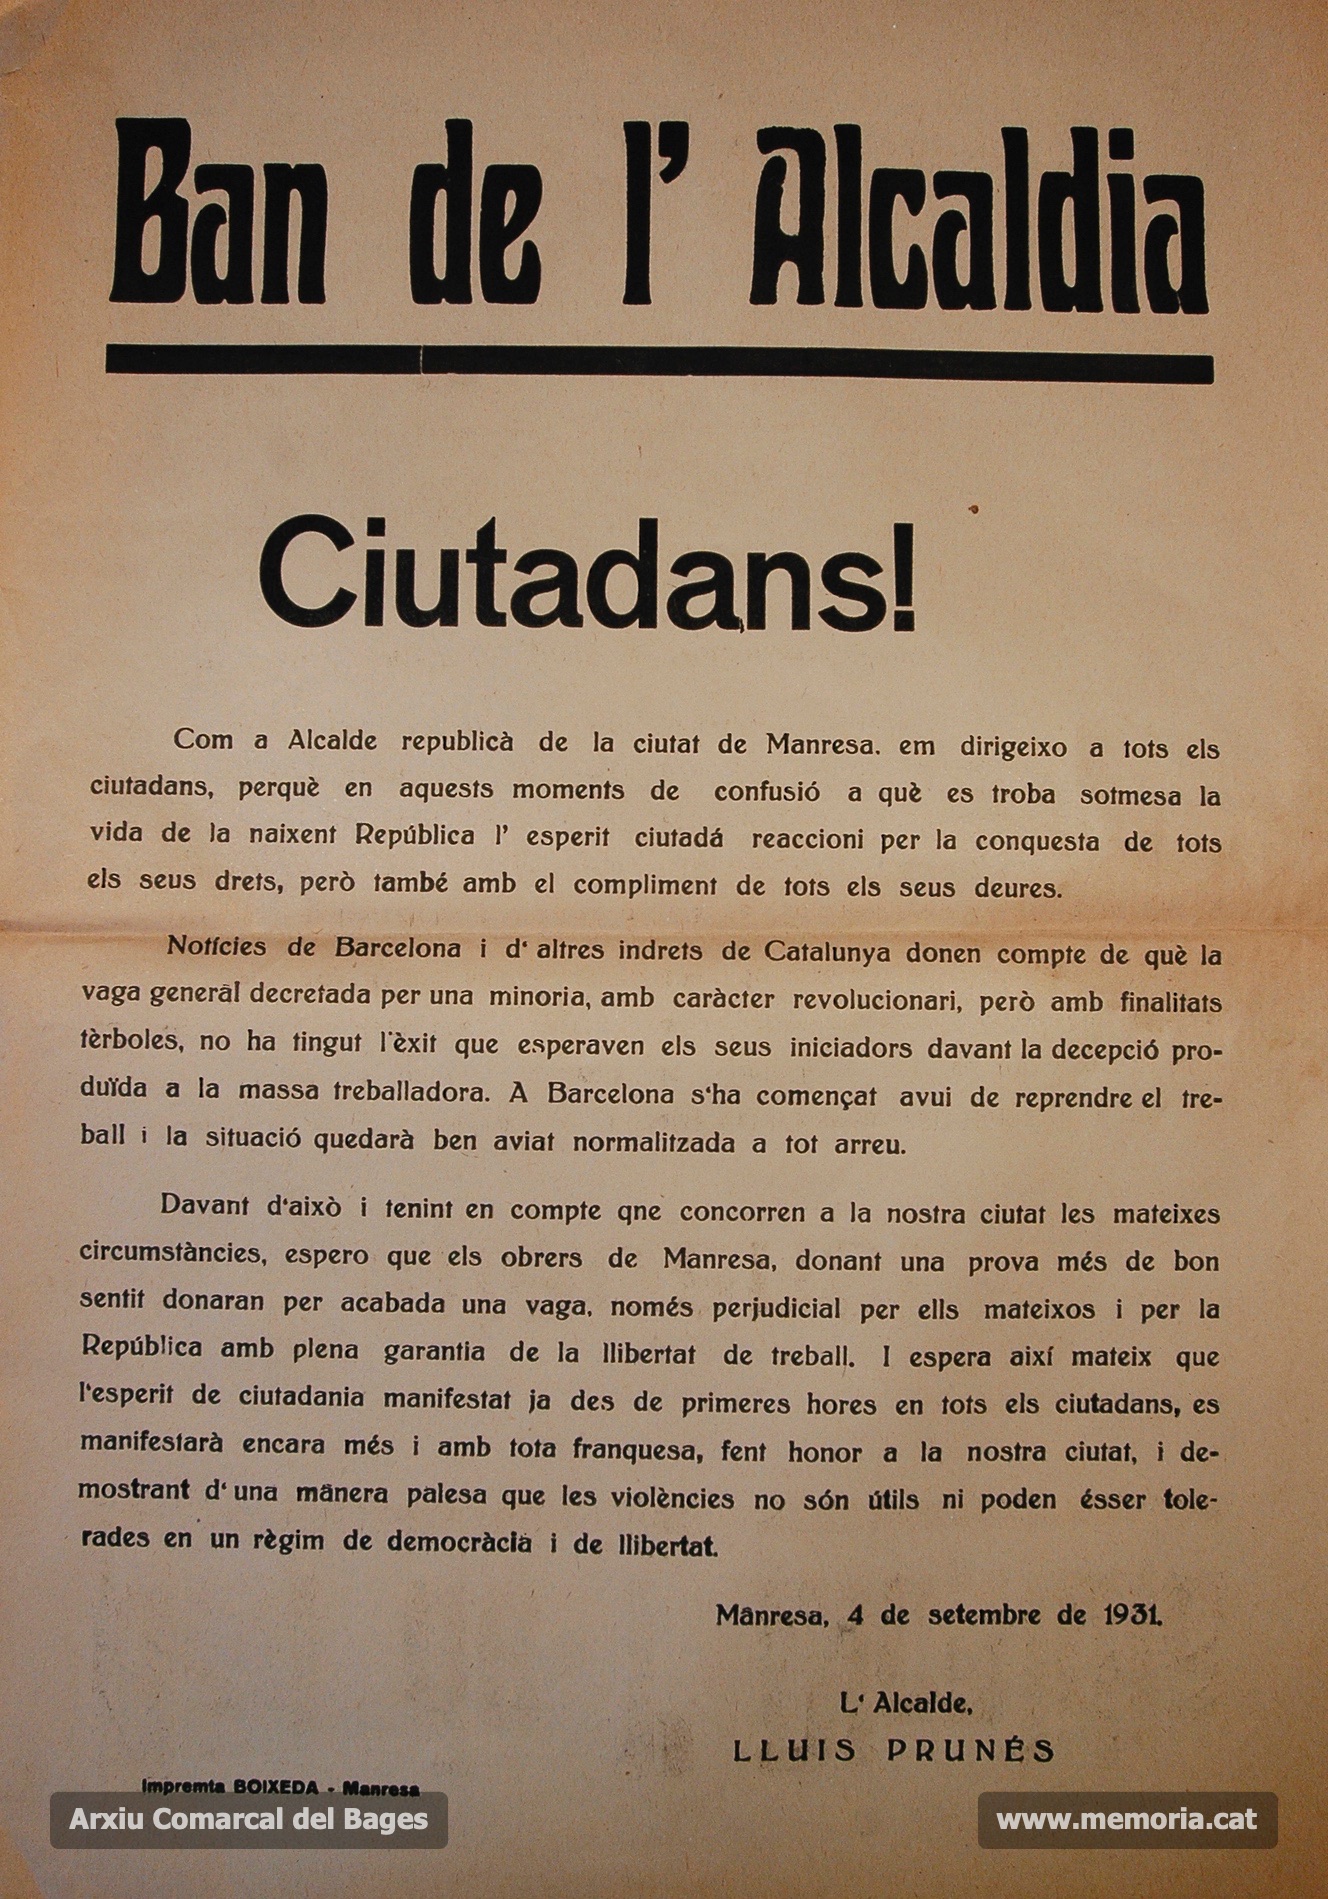 Ban de l' Alcaldia
Ciutadans!
Com a Alcalde republicà de la ciutat de Manresa. em dirigeixo a tots els
ciutadans, perquè en aquests moments de confusió a què es troba sotmesa la
vida de la naixent República l' esperit ciutadá reaccioni per la conquesta de tots
els seus drets, però també amb el compliment de tots els seus deures.
Notícies de Barcelona i d' altres indrets de Catalunya donen compte de què la
vaga general decretada per una minoria, amb caràcter revolucionari, però amb finalitats
tèrboles, no ha tingut l'èxit que esperaven els seus iniciadors davant la decepció pro-
duïda a la massa treballadora. A Barcelona s'ha començat avui de reprendre el tre-
ball i la situació quedarà ben aviat normalitzada a tot arreu.
Davant d'això i tenint en compte qne concorren a la nostra ciutat les mateixes
circumstàncies, espero que els obrers de Manresa, donant una prova més de bon
sentit donaran per acabada una vaga, només perjudicial per ells mateixos i per la
República amb plena garantia de la llibertat de treball. I espera així mateix que
l'esperit de ciutadania manifestat ja des de primeres hores en tots els ciutadans, es
manifestarà encara més i amb tota franquesa, fent honor a la nostra ciutat, i de-
mostrant d' una mànera palesa que les violències no són útils ni poden ésser tole-
rades en un règim de democràcia i de llibertat.
Mànresa, 4 de setembre de 1931.
L' Alcalde,
LLUIS PRUNÉS
Impremta BOIXEDA - Manresa
Arxiu Comarcal del Bages
www.memoria.cat